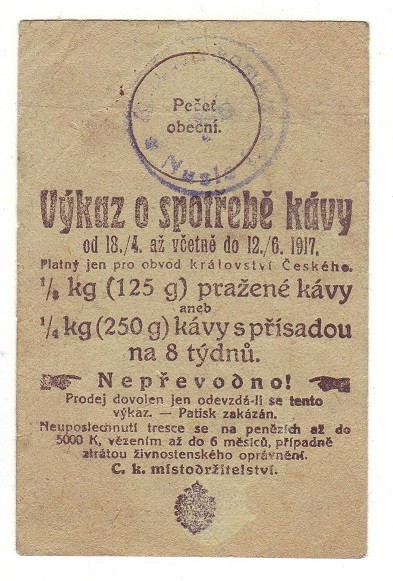 Pečeť
obecní.
Výkaz o spotřebě kávy
od 18./4. až včetně do 12./6. 1917.
Platný jen pro obvod království Českého.
1/8 kg (125 g) pražené kávy
aneb
1/4 kg (250 g) kávy s přísadou
na 8 týdnů.
Nepřevodno!
Prodej dovolen jen odevzdá-li se tento
výkaz. — Patisk zakázán.
Neuposlechnutí tresce se na penězích až do
5000 K, vězením až do 6 měsíců, případně
ztrátou živnostenského oprávnění.
C. k. místodržitelství.